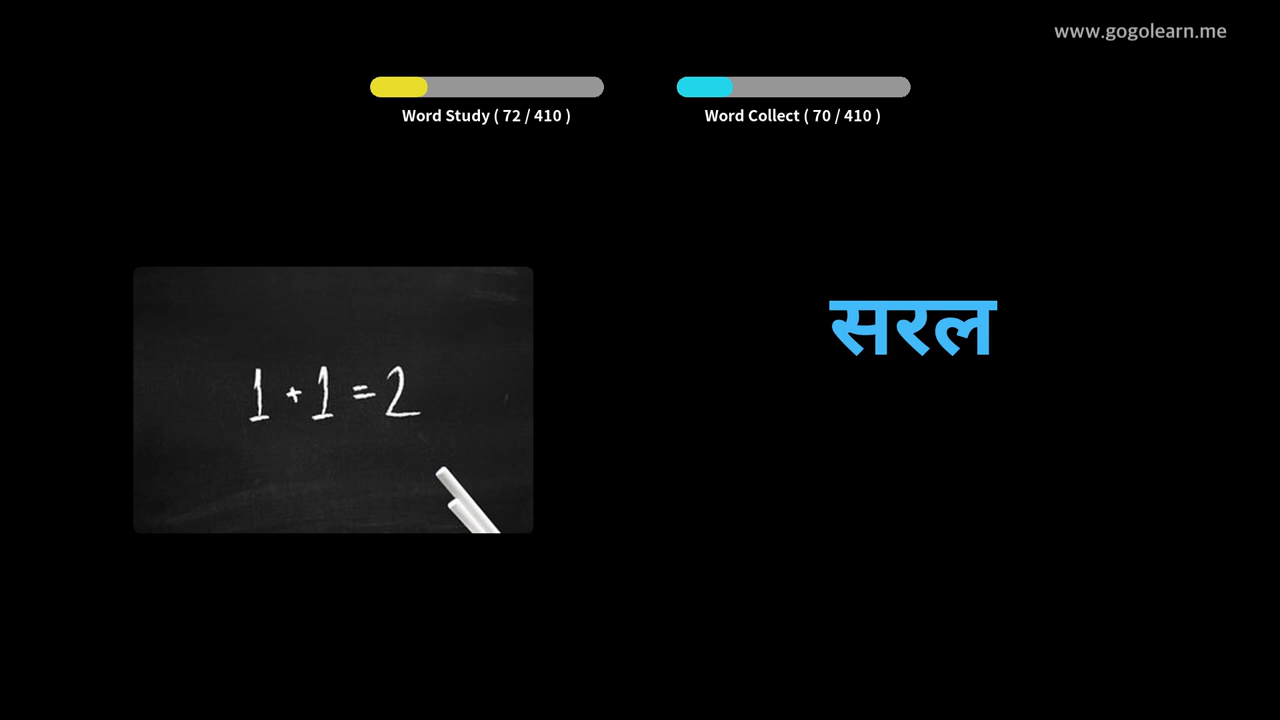 www.gogolearn.me
Word Study ( 72 / 410 )
Word Collect ( 70 / 410 )
1 + 1 = 2
सरल